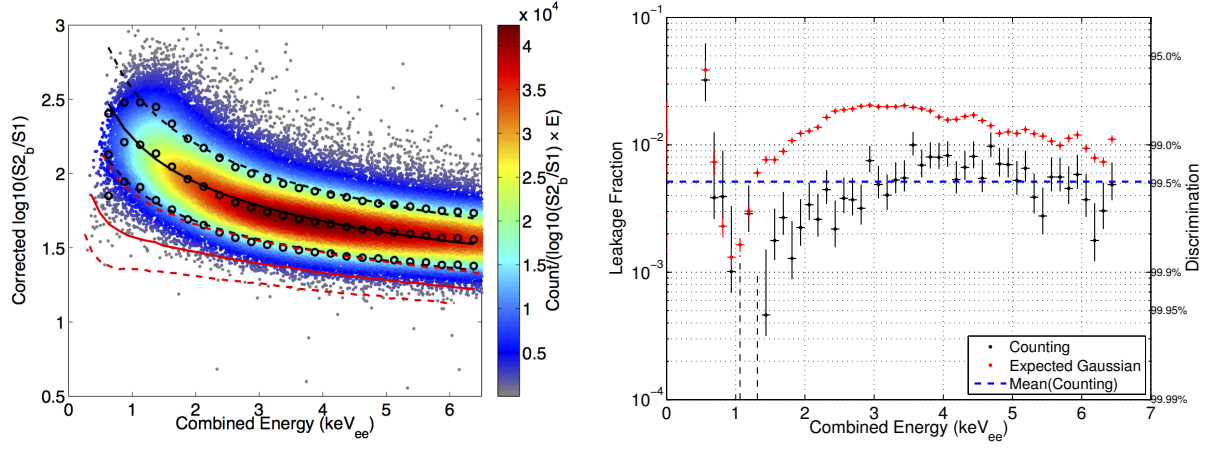 3
2.5
2
1.5
1
0.5
Corrected log10(S2_b/S1)
0 1 2 3 4 5 6
Combined Energy (keV_ee)
x 10^4
4
3.5
3
2.5
2
1.5
1
0.5
Count/(log10(S2_b/S1) × E)
10^−1
10^−2
10^−3
10^−4
Leakage Fraction
0 1 2 3 4 5 6 7
Combined Energy (keV_ee)
95.0%
99.0%
99.5%
99.9%
99.95%
99.99%
Discrimination
Counting
Expected Gaussian
Mean(Counting)